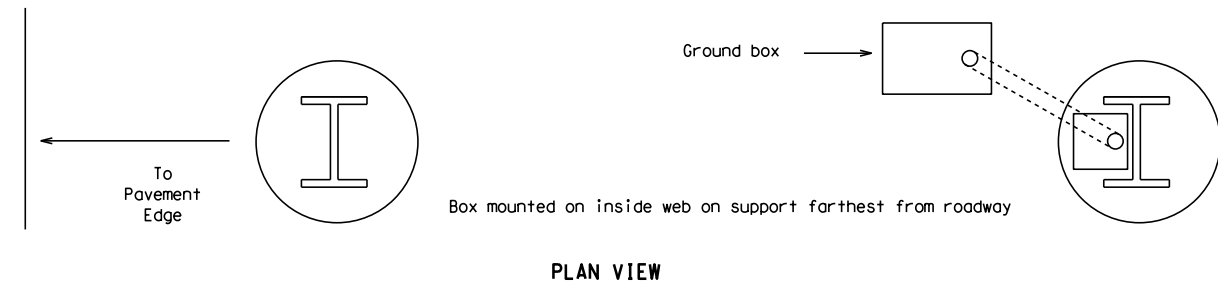 Ground box
To
Pavement
Edge
Box mounted on inside web on support farthest from roadway
PLAN VIEW